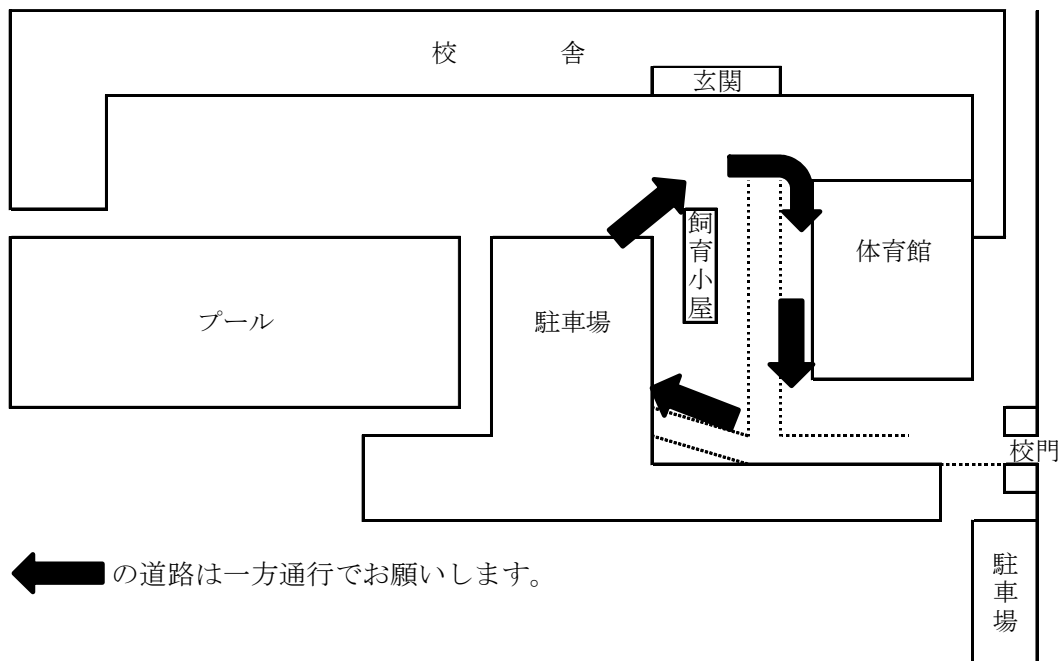 校　舎
玄関
飼育小屋
体育館
プール
駐車場
校門
の道路は一方通行でお願いします。
駐車場